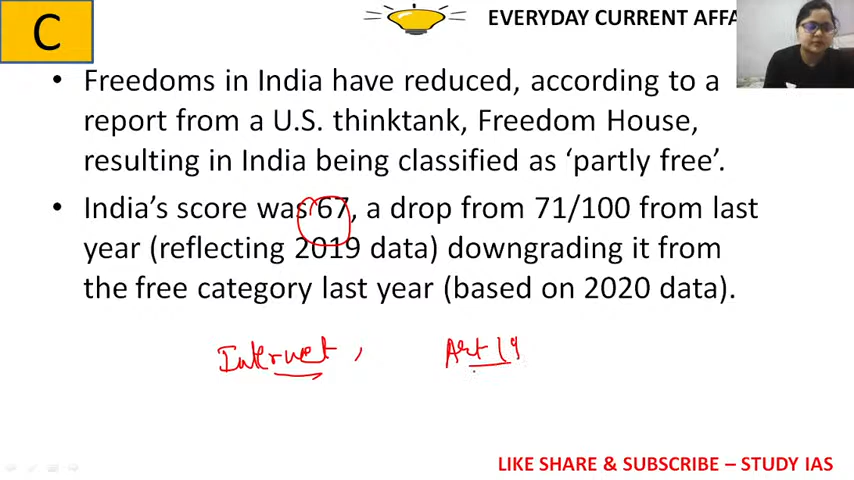 C
EVERYDAY CURRENT AFFA
• Freedoms in India have reduced, according to a
report from a U.S. thinktank, Freedom House,
resulting in India being classified as ‘partly free’.
• India’s score was 67, a drop from 71/100 from last
year (reflecting 2019 data) downgrading it from
the free category last year (based on 2020 data).
Internet , Art 19
LIKE SHARE & SUBSCRIBE – STUDY IAS